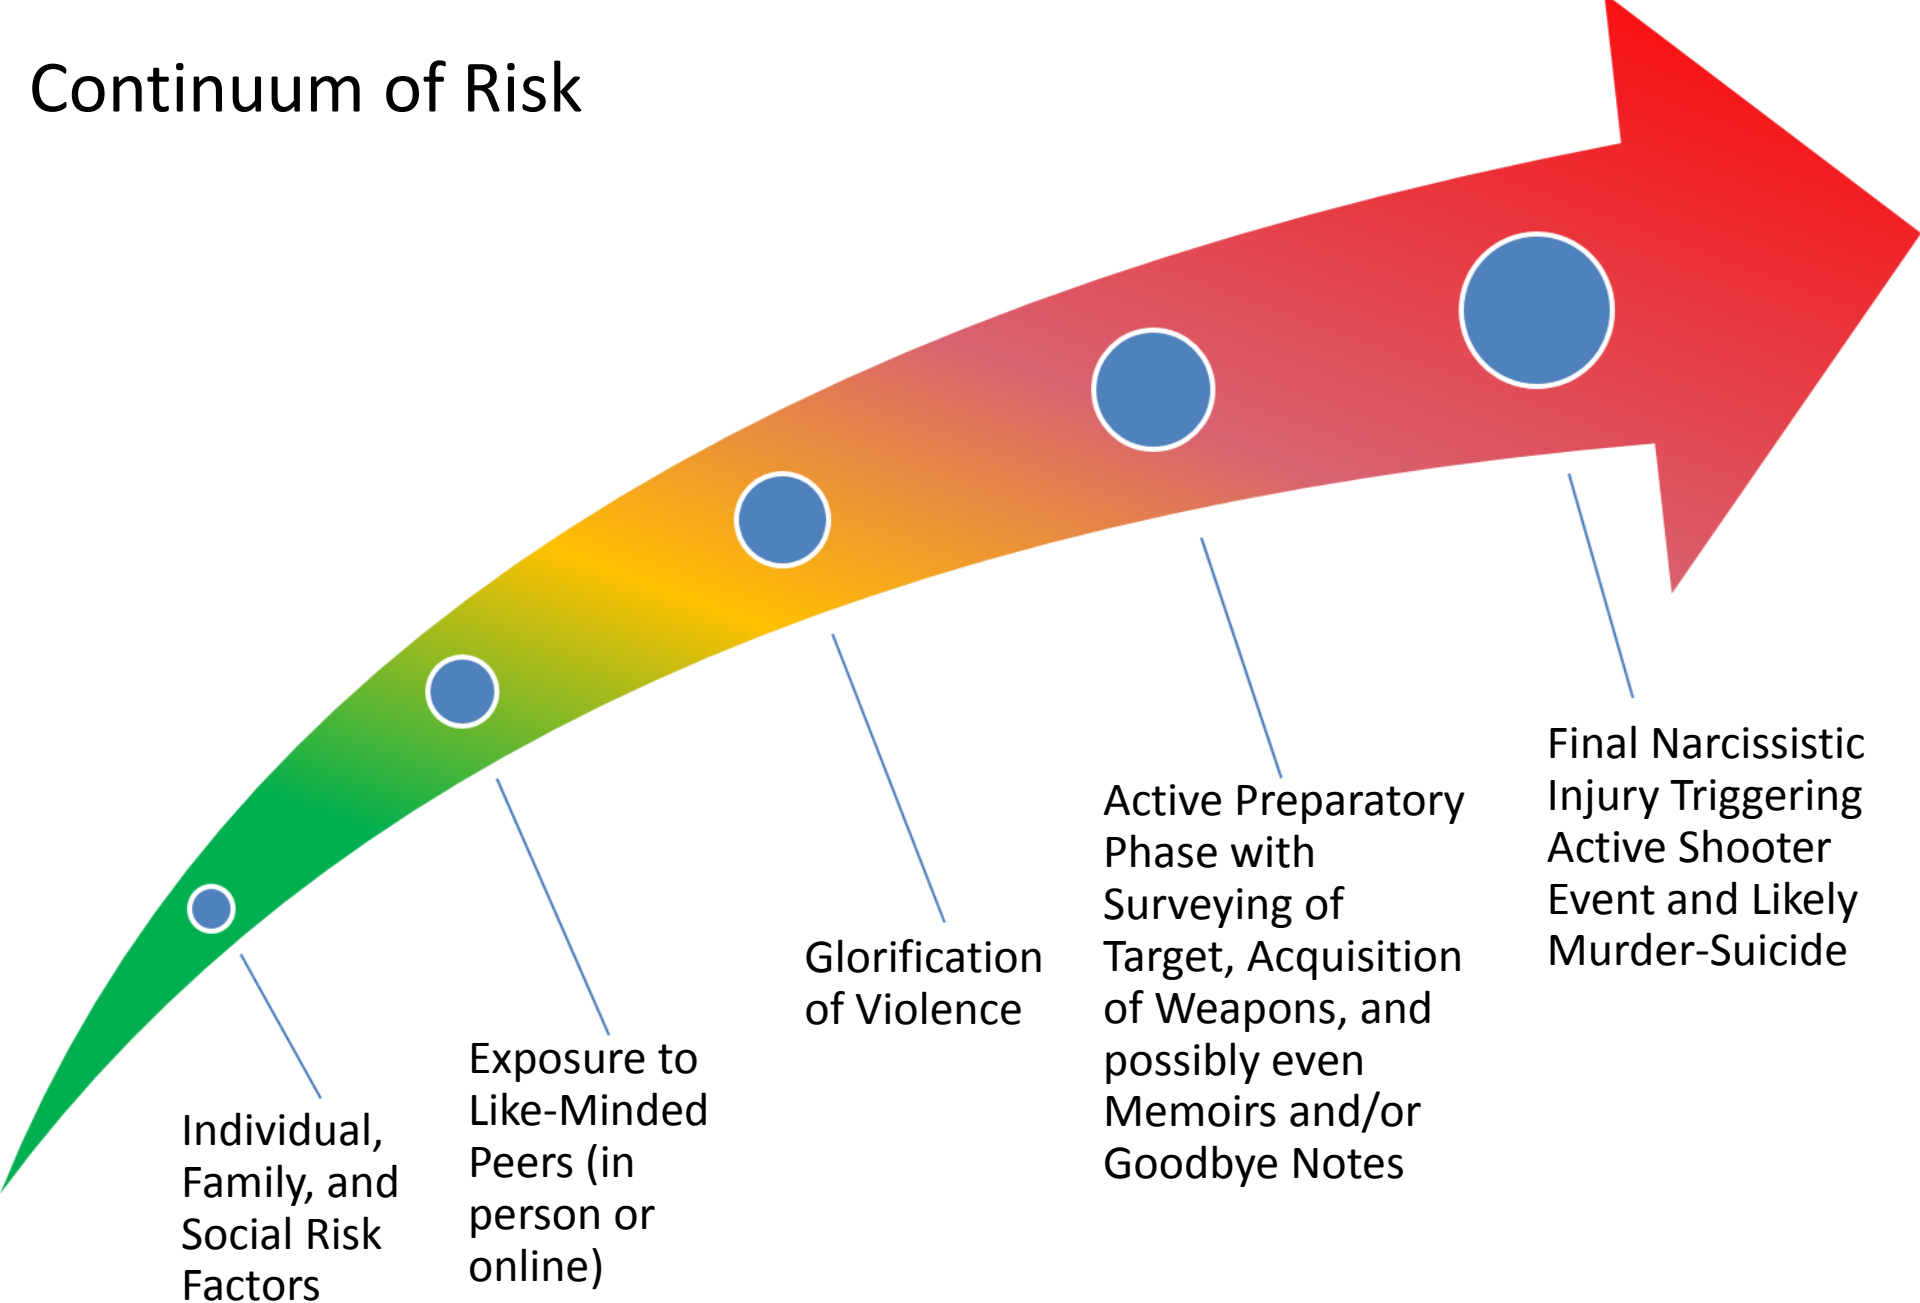 Continuum of Risk
Individual,
Family, and
Social Risk
Factors
Exposure to
Like-Minded
Peers (in
person or
online)
Glorification
of Violence
Active Preparatory
Phase with
Surveying of
Target, Acquisition
of Weapons, and
possibly even
Memoirs and/or
Goodbye Notes
Final Narcissistic
Injury Triggering
Active Shooter
Event and Likely
Murder-Suicide